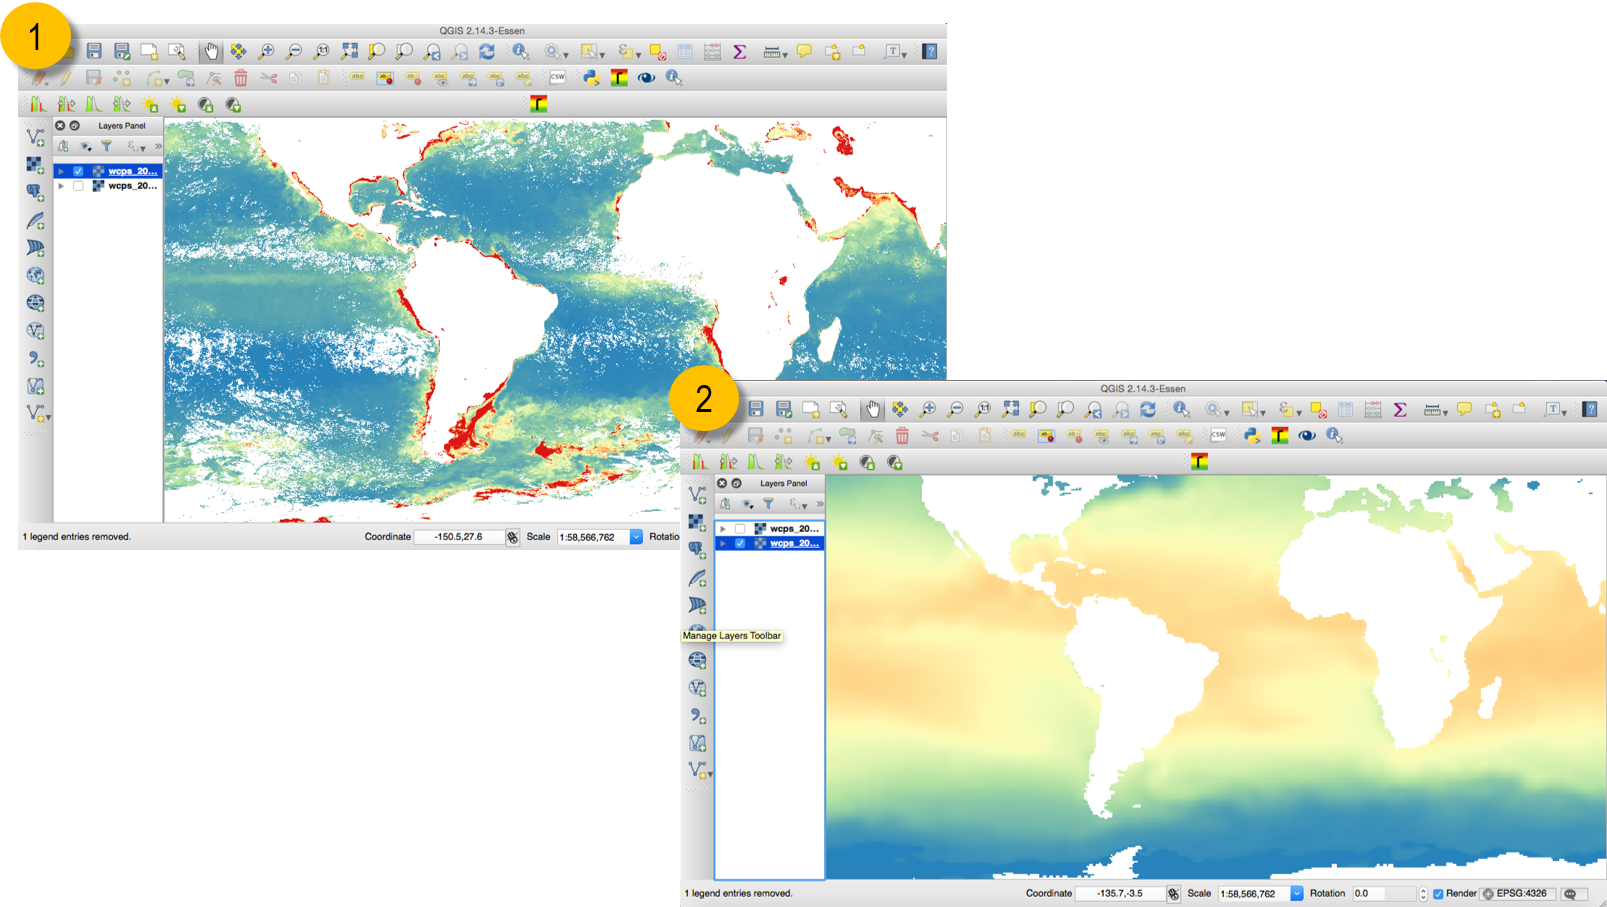 1
QGIS 2.14.3-Essen
Layers Panel
wcps_20...
wcps_20...
1 legend entries removed.
Coordinate -150.5,27.6 Scale 1:58,566,762 Rotatio
2
QGIS 2.14.3-Essen
Layers Panel
wcps_20...
wcps_20...
Manage Layers Toolbar
1 legend entries removed.
Coordinate -135.7,-3.5 Scale 1:58,566,762 Rotation 0.0 Render EPSG:4326